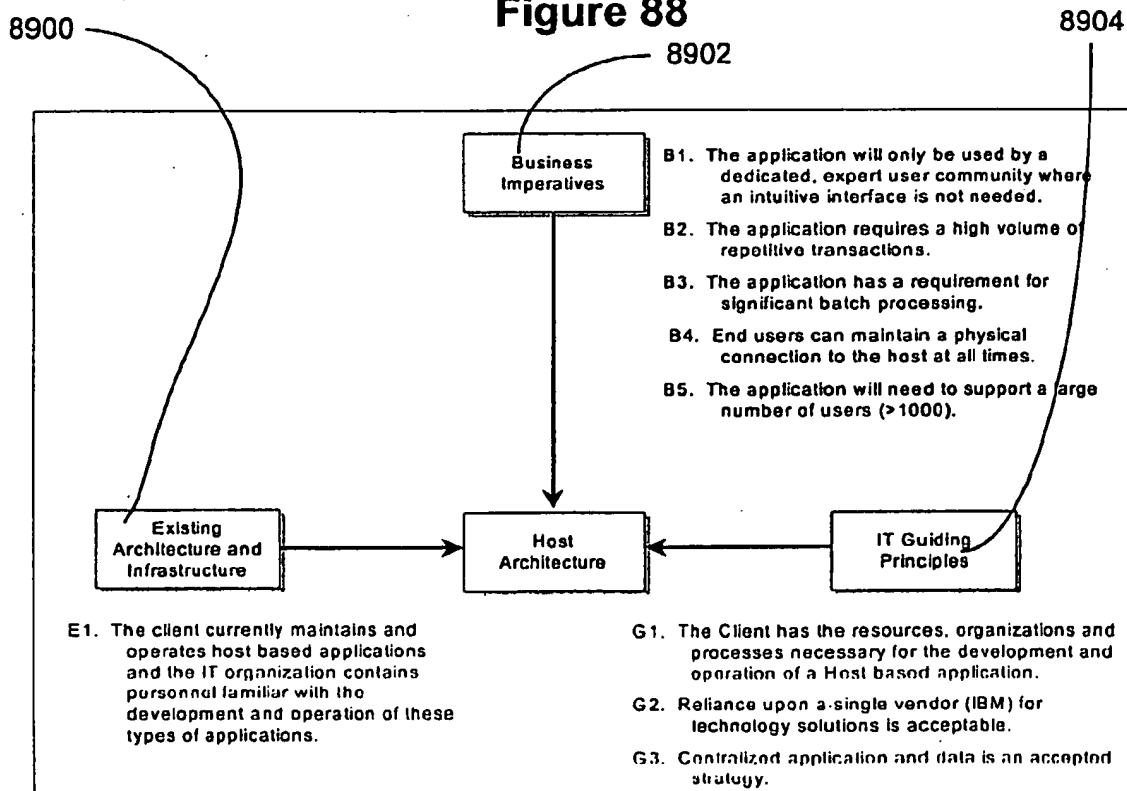 Figure 88
8900
8902
8904
Business
Imperatives
B1. The application will only be used by a
dedicated, expert user community where
an intuitive interface is not needed.
B2. The application requires a high volume of
repetitive transactions.
B3. The application has a requirement for
significant batch processing.
B4. End users can maintain a physical
connection to the host at all times.
B5. The application will need to support a large
number of users (>1000).
Existing
Architecture and
Infrastructure
Host
Architecture
IT Guiding
Principles
E1. The client currently maintains and
operates host based applications
and the IT organization contains
personnel familiar with the
development and operation of these
types of applications.
G1. The Client has the resources, organizations and
processes necessary for the development and
operation of a Host based application.
G2. Reliance upon a single vendor (IBM) for
technology solutions is acceptable.
G3. Centralized application and data is an accepted
strategy.